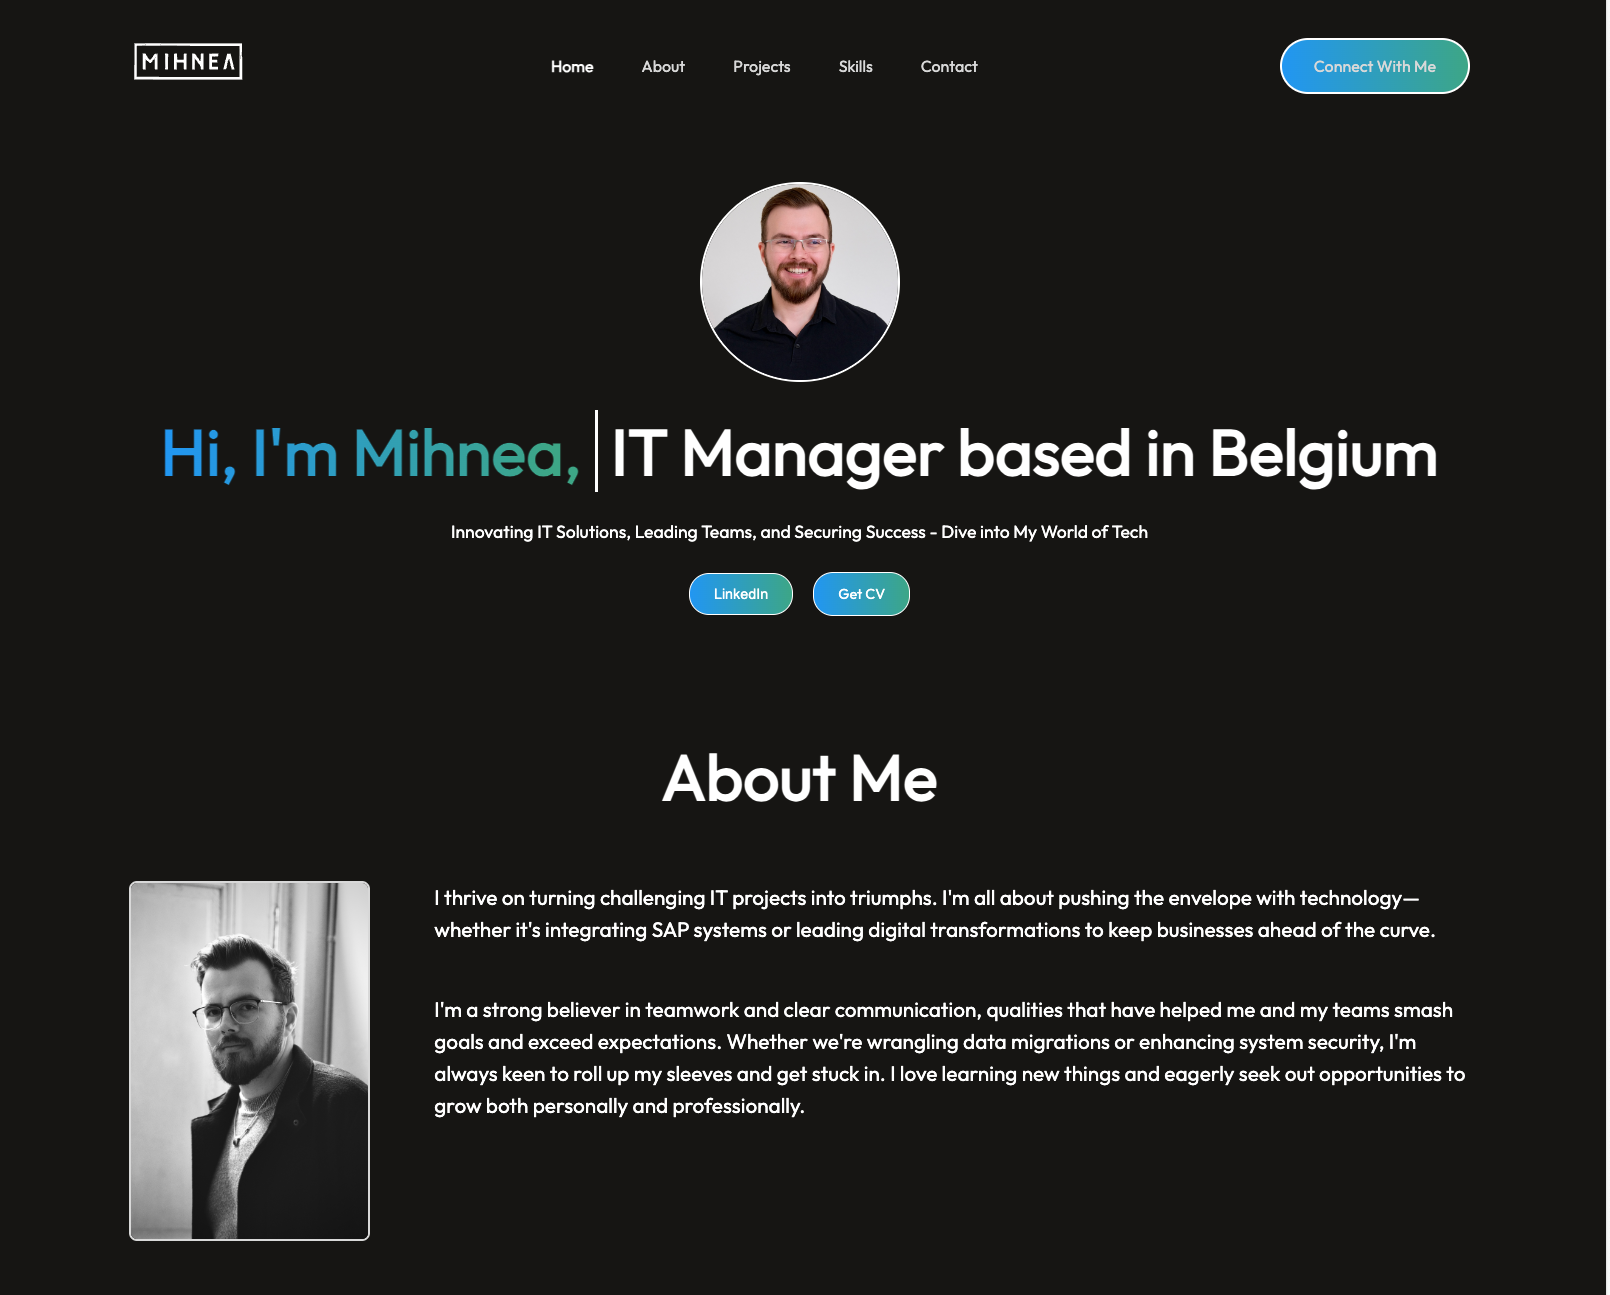 MIHNEA
Home
About
Projects
Skills
Contact
Connect With Me
Hi, I'm Mihnea, IT Manager based in Belgium
Innovating IT Solutions, Leading Teams, and Securing Success - Dive into My World of Tech
LinkedIn
Get CV
About Me
I thrive on turning challenging IT projects into triumphs. I'm all about pushing the envelope with technology—
whether it's integrating SAP systems or leading digital transformations to keep businesses ahead of the curve.
I'm a strong believer in teamwork and clear communication, qualities that have helped me and my teams smash
goals and exceed expectations. Whether we're wrangling data migrations or enhancing system security, I'm
always keen to roll up my sleeves and get stuck in. I love learning new things and eagerly seek out opportunities to
grow both personally and professionally.